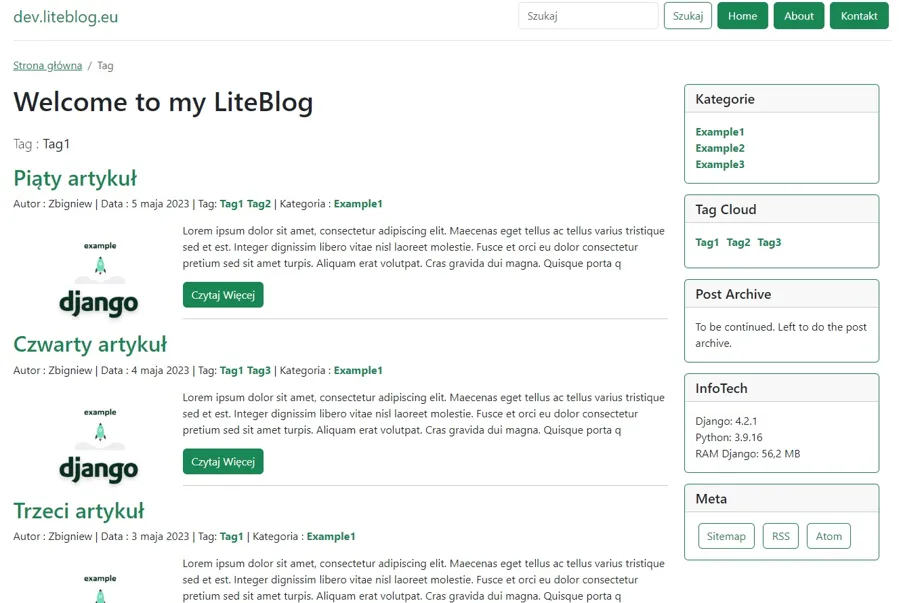 dev.liteblog.eu
Szukaj
Szukaj
Home
About
Kontakt
Strona główna / Tag
Welcome to my LiteBlog
Tag : Tag1
Piąty artykuł
Autor : Zbigniew | Data : 5 maja 2023 | Tag: Tag1 Tag2 | Kategoria : Example1
example
django
Lorem ipsum dolor sit amet, consectetur adipiscing elit. Maecenas eget tellus ac tellus varius tristique
sed et est. Integer dignissim libero vitae nisl laoreet molestie. Fusce et orci eu dolor consectetur
pretium sed sit amet turpis. Aliquam erat volutpat. Cras gravida dui magna. Quisque porta q
Czytaj Więcej
Czwarty artykuł
Autor : Zbigniew | Data : 4 maja 2023 | Tag: Tag1 Tag3 | Kategoria : Example1
example
django
Lorem ipsum dolor sit amet, consectetur adipiscing elit. Maecenas eget tellus ac tellus varius tristique
sed et est. Integer dignissim libero vitae nisl laoreet molestie. Fusce et orci eu dolor consectetur
pretium sed sit amet turpis. Aliquam erat volutpat. Cras gravida dui magna. Quisque porta q
Czytaj Więcej
Trzeci artykuł
Autor : Zbigniew | Data : 3 maja 2023 | Tag: Tag1 | Kategoria : Example1
example
Lorem ipsum dolor sit amet, consectetur adipiscing elit. Maecenas eget tellus ac tellus varius tristique
sed et est. Integer dignissim libero vitae nisl laoreet molestie. Fusce et orci eu dolor consectetur
pretium sed sit amet turpis. Aliquam erat volutpat. Cras gravida dui magna. Quisque porta q
Kategorie
Example1
Example2
Example3
Tag Cloud
Tag1 Tag2 Tag3
Post Archive
To be continued. Left to do the post
archive.
InfoTech
Django: 4.2.1
Python: 3.9.16
RAM Django: 56,2 MB
Meta
Sitemap
RSS
Atom